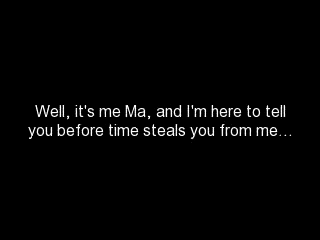 Well, it's me Ma, and I'm here to tell
you before time steals you from me…